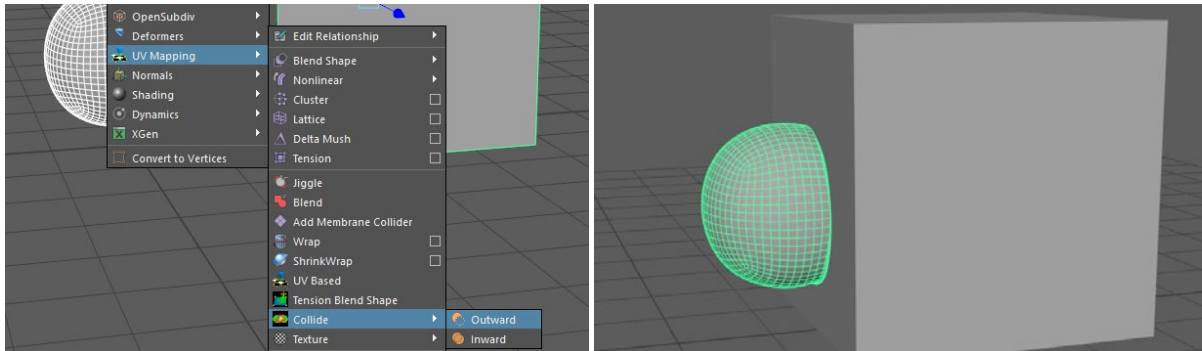 OpenSubdiv
Deformers
UV Mapping
Normals
Shading
Dynamics
XGen
Convert to Vertices
Edit Relationship
Blend Shape
Nonlinear
Cluster
Lattice
Delta Mush
Tension
Jiggle
Blend
Add Membrane Collider
Wrap
ShrinkWrap
UV Based
Tension Blend Shape
Collide
Texture
Outward
Inward